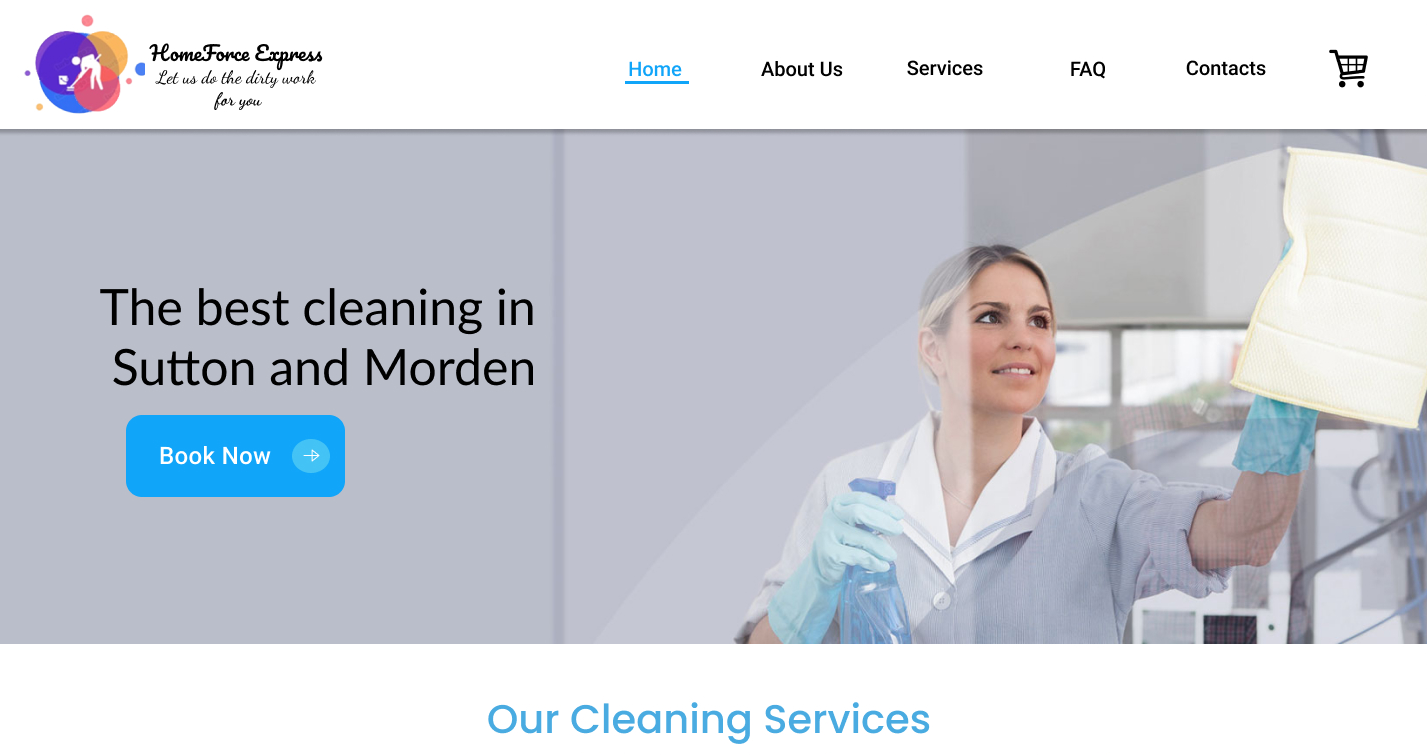 HomeForce Express
Let us do the dirty work
for you
Home
About Us
Services
FAQ
Contacts
The best cleaning in
Sutton and Morden
Book Now
Our Cleaning Services